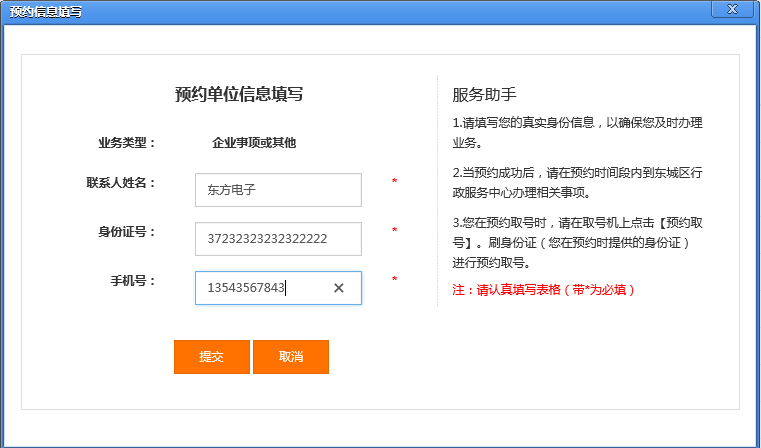 预约信息填写
预约单位信息填写
业务类型：
企业事项或其他
联系人姓名：
东方电子
*
身份证号：
37232323232322222
*
手机号：
13543567843
*
提交
取消
服务助手
1.请填写您的真实身份信息，以确保您及时办理
业务。
2.当预约成功后，请在预约时间段内到东城区行
政服务中心办理相关事项。
3.您在预约取号时，请在取号机上点击【预约取
号】。刷身份证（您在预约时提供的身份证）
进行预约取号。
注：请认真填写表格（带*为必填）